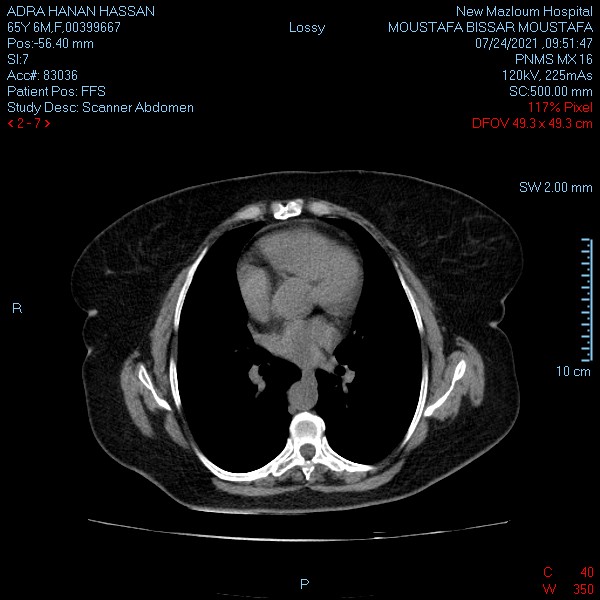 ADRA HANAN HASSAN
65Y 6M,F,00399667
Pos:-56.40 mm
SI:7
Acc#: 83036
Patient Pos: FFS
Study Desc: Scanner Abdomen
< 2 - 7 >
Lossy
New Mazloum Hospital
MOUSTAFA BISSAR MOUSTAFA
07/24/2021 ,09:51:47
PNMS MX 16
120kV, 225mAs
SC:500.00 mm
117% Pixel
DFOV 49.3 x 49.3 cm
SW 2.00 mm
R
10 cm
P
C 40
W 350